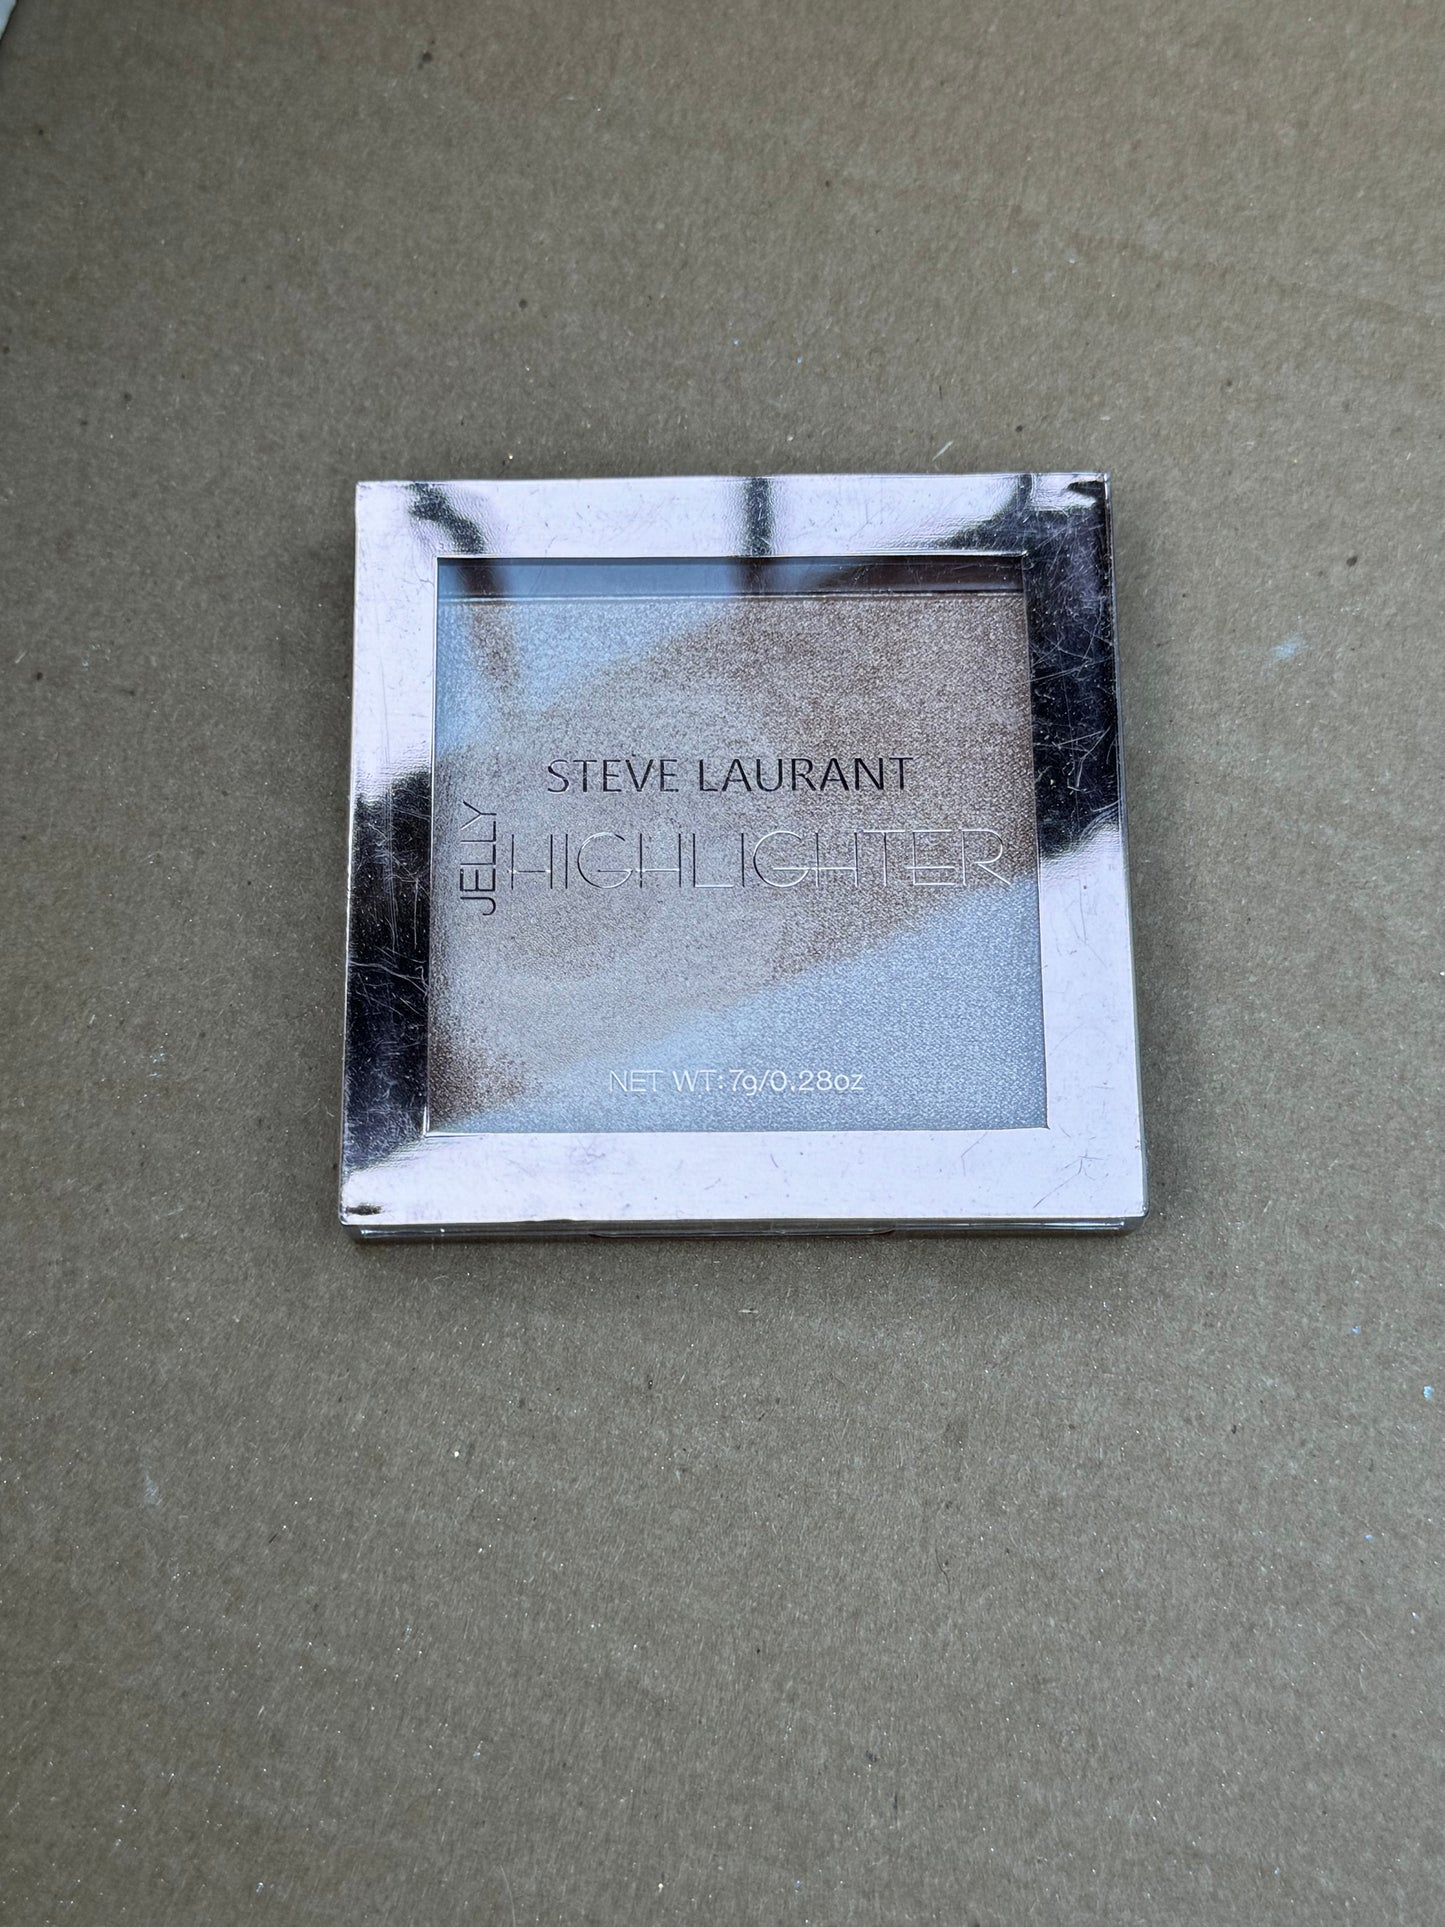 STEVE LAURANT
JELLY
HIGHLIGHTER
NET WT:7g/0.28oz